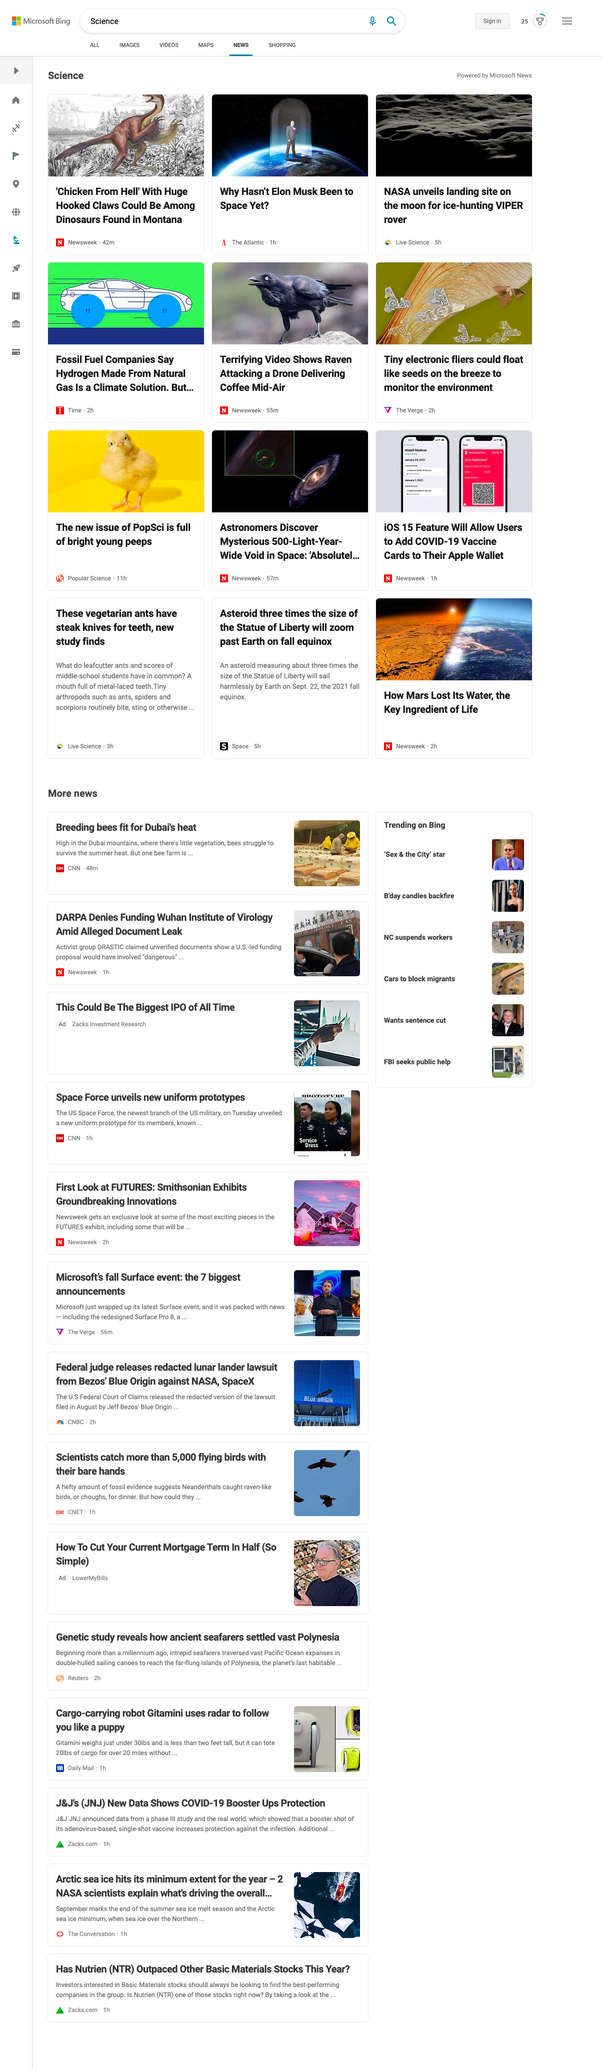 Microsoft Bing
Science
Sign in
25
ALL IMAGES VIDEOS MAPS NEWS SHOPPING
Science
Powered by Microsoft News
'Chicken From Hell' With Huge
Hooked Claws Could Be Among
Dinosaurs Found in Montana
Newsweek · 42m
Why Hasn't Elon Musk Been to
Space Yet?
The Atlantic · 1h
NASA unveils landing site on
the moon for ice-hunting VIPER
rover
Live Science · 5h
H H
Fossil Fuel Companies Say
Hydrogen Made From Natural
Gas Is a Climate Solution. But...
Time · 2h
Terrifying Video Shows Raven
Attacking a Drone Delivering
Coffee Mid-Air
Newsweek · 55m
Tiny electronic fliers could float
like seeds on the breeze to
monitor the environment
The Verge · 2h
The new issue of PopSci is full
of bright young peeps
Popular Science · 11h
Astronomers Discover
Mysterious 500-Light-Year-
Wide Void in Space: 'Absolutel...
Newsweek · 57m
iOS 15 Feature Will Allow Users
to Add COVID-19 Vaccine
Cards to Their Apple Wallet
Newsweek · 1h
These vegetarian ants have
steak knives for teeth, new
study finds
What do leafcutter ants and scores of
middle-school students have in common? A
mouth full of metal-laced teeth.Tiny
arthropods such as ants, spiders and
scorpions routinely bite, sting or otherwise ...
Live Science · 3h
Asteroid three times the size of
the Statue of Liberty will zoom
past Earth on fall equinox
An asteroid measuring about three times the
size of the Statue of Liberty will sail
harmlessly by Earth on Sept. 22, the 2021 fall
equinox.
Space · 5h
How Mars Lost Its Water, the
Key Ingredient of Life
Newsweek · 2h
More news
Breeding bees fit for Dubai's heat
High in the Dubai mountains, where there's little vegetation, bees struggle to
survive the summer heat. But one bee farm is ...
CNN · 48m
DARPA Denies Funding Wuhan Institute of Virology
Amid Alleged Document Leak
Activist group DRASTIC claimed unverified documents show a U.S.-led funding
proposal would have involved "dangerous" ...
Newsweek · 1h
This Could Be The Biggest IPO of All Time
Ad Zacks Investment Research
Space Force unveils new uniform prototypes
The US Space Force, the newest branch of the US military, on Tuesday unveiled
a new uniform prototype for its members, known ...
CNN · 1h
PROTOTYPE
Service
Dress
First Look at FUTURES: Smithsonian Exhibits
Groundbreaking Innovations
Newsweek gets an exclusive look at some of the most exciting pieces in the
FUTURES exhibit, including some that will be ...
Newsweek · 2h
Microsoft's fall Surface event: the 7 biggest
announcements
Microsoft just wrapped up its latest Surface event, and it was packed with news
— including the redesigned Surface Pro 8, a ...
The Verge · 56m
Federal judge releases redacted lunar lander lawsuit
from Bezos' Blue Origin against NASA, SpaceX
The U.S Federal Court of Claims released the redacted version of the lawsuit
filed in August by Jeff Bezos' Blue Origin ...
CNBC · 2h
BLUE ORIGIN
Scientists catch more than 5,000 flying birds with
their bare hands
A hefty amount of fossil evidence suggests Neanderthals caught raven-like
birds, or choughs, for dinner. But how could they ...
CNET · 1h
How To Cut Your Current Mortgage Term In Half (So
Simple)
Ad LowerMyBills
Genetic study reveals how ancient seafarers settled vast Polynesia
Beginning more than a millennium ago, intrepid seafarers traversed vast Pacific Ocean expanses in
double-hulled sailing canoes to reach the far-flung islands of Polynesia, the planet's last habitable ...
Reuters · 2h
Cargo-carrying robot Gitamini uses radar to follow
you like a puppy
Gitamini weighs just under 30lbs and is less than two feet tall, but it can tote
20lbs of cargo for over 20 miles without ...
Daily Mail · 1h
J&J's (JNJ) New Data Shows COVID-19 Booster Ups Protection
J&J JNJ announced data from a phase III study and the real world, which showed that a booster shot of
its adenovirus-based, single-shot vaccine increases protection against the infection. Additional ...
Zacks.com · 1h
Arctic sea ice hits its minimum extent for the year – 2
NASA scientists explain what's driving the overall...
September marks the end of the summer sea ice melt season and the Arctic
sea ice minimum, when sea ice over the Northern ...
The Conversation · 1h
Has Nutrien (NTR) Outpaced Other Basic Materials Stocks This Year?
Investors interested in Basic Materials stocks should always be looking to find the best-performing
companies in the group. Is Nutrien (NTR) one of those stocks right now? By taking a look at the ...
Zacks.com · 1h
Trending on Bing
'Sex & the City' star
B'day candles backfire
NC suspends workers
Cars to block migrants
Wants sentence cut
FBI seeks public help